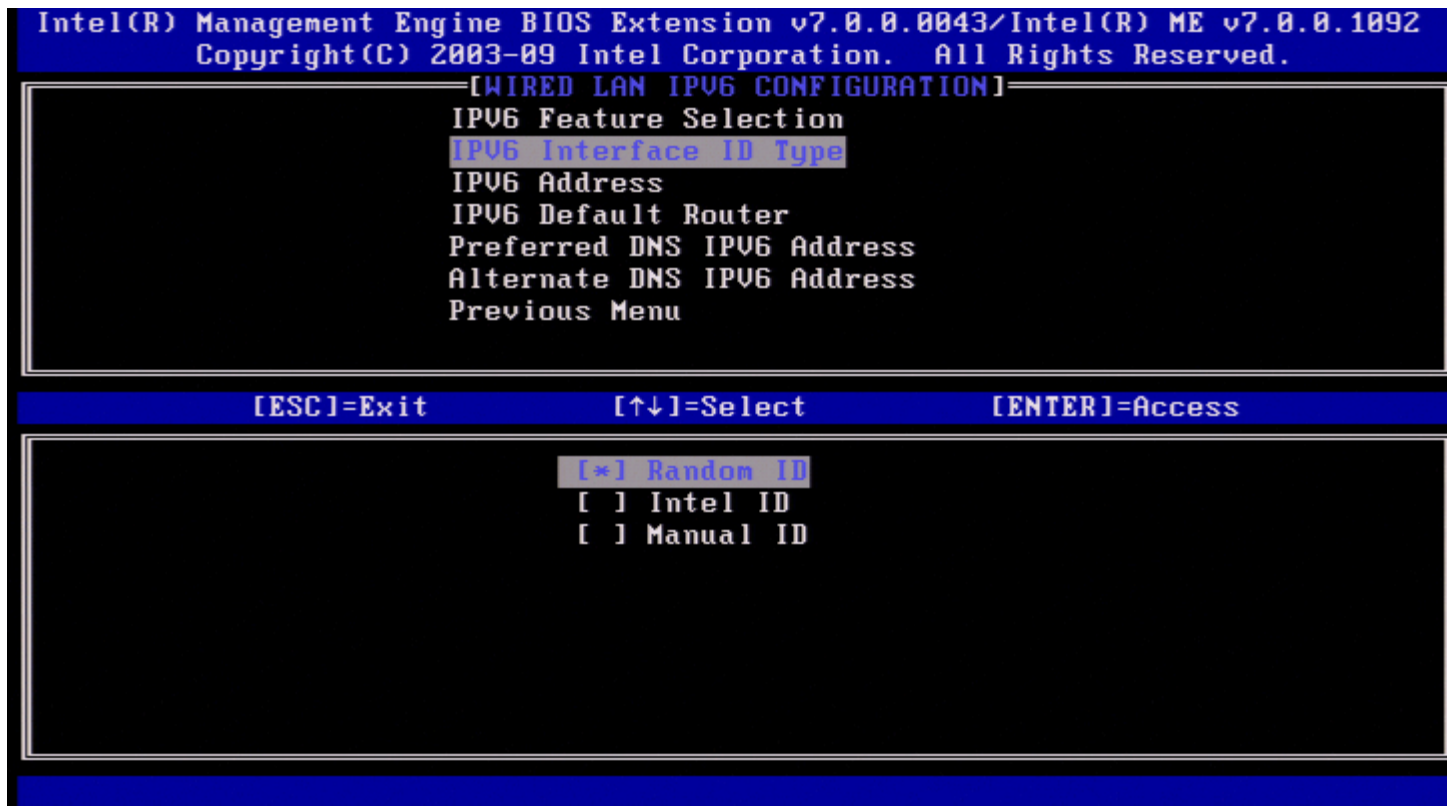 Intel(R) Management Engine BIOS Extension v7.0.0.0043/Intel(R) ME v7.0.0.1092
Copyright(C) 2003-09 Intel Corporation. All Rights Reserved.
[WIRED LAN IPV6 CONFIGURATION]
IPV6 Feature Selection
IPV6 Interface ID Type
IPV6 Address
IPV6 Default Router
Preferred DNS IPV6 Address
Alternate DNS IPV6 Address
Previous Menu
[ESC]=Exit [↑↓]=Select [ENTER]=Access
[*] Random ID
[ ] Intel ID
[ ] Manual ID